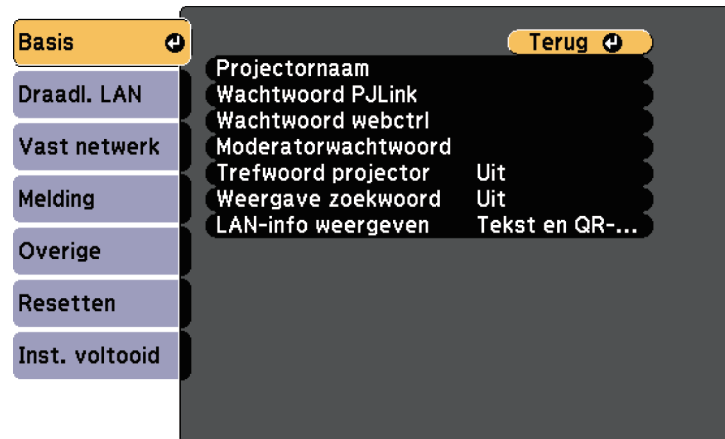 Basis
Draadl. LAN
Vast netwerk
Melding
Overige
Resetten
Inst. voltooid
Terug
Projectornaam
Wachtwoord PJLink
Wachtwoord webctrl
Moderatorwachtwoord
Trefwoord projector Uit
Weergave zoekwoord Uit
LAN-info weergeven Tekst en QR-...